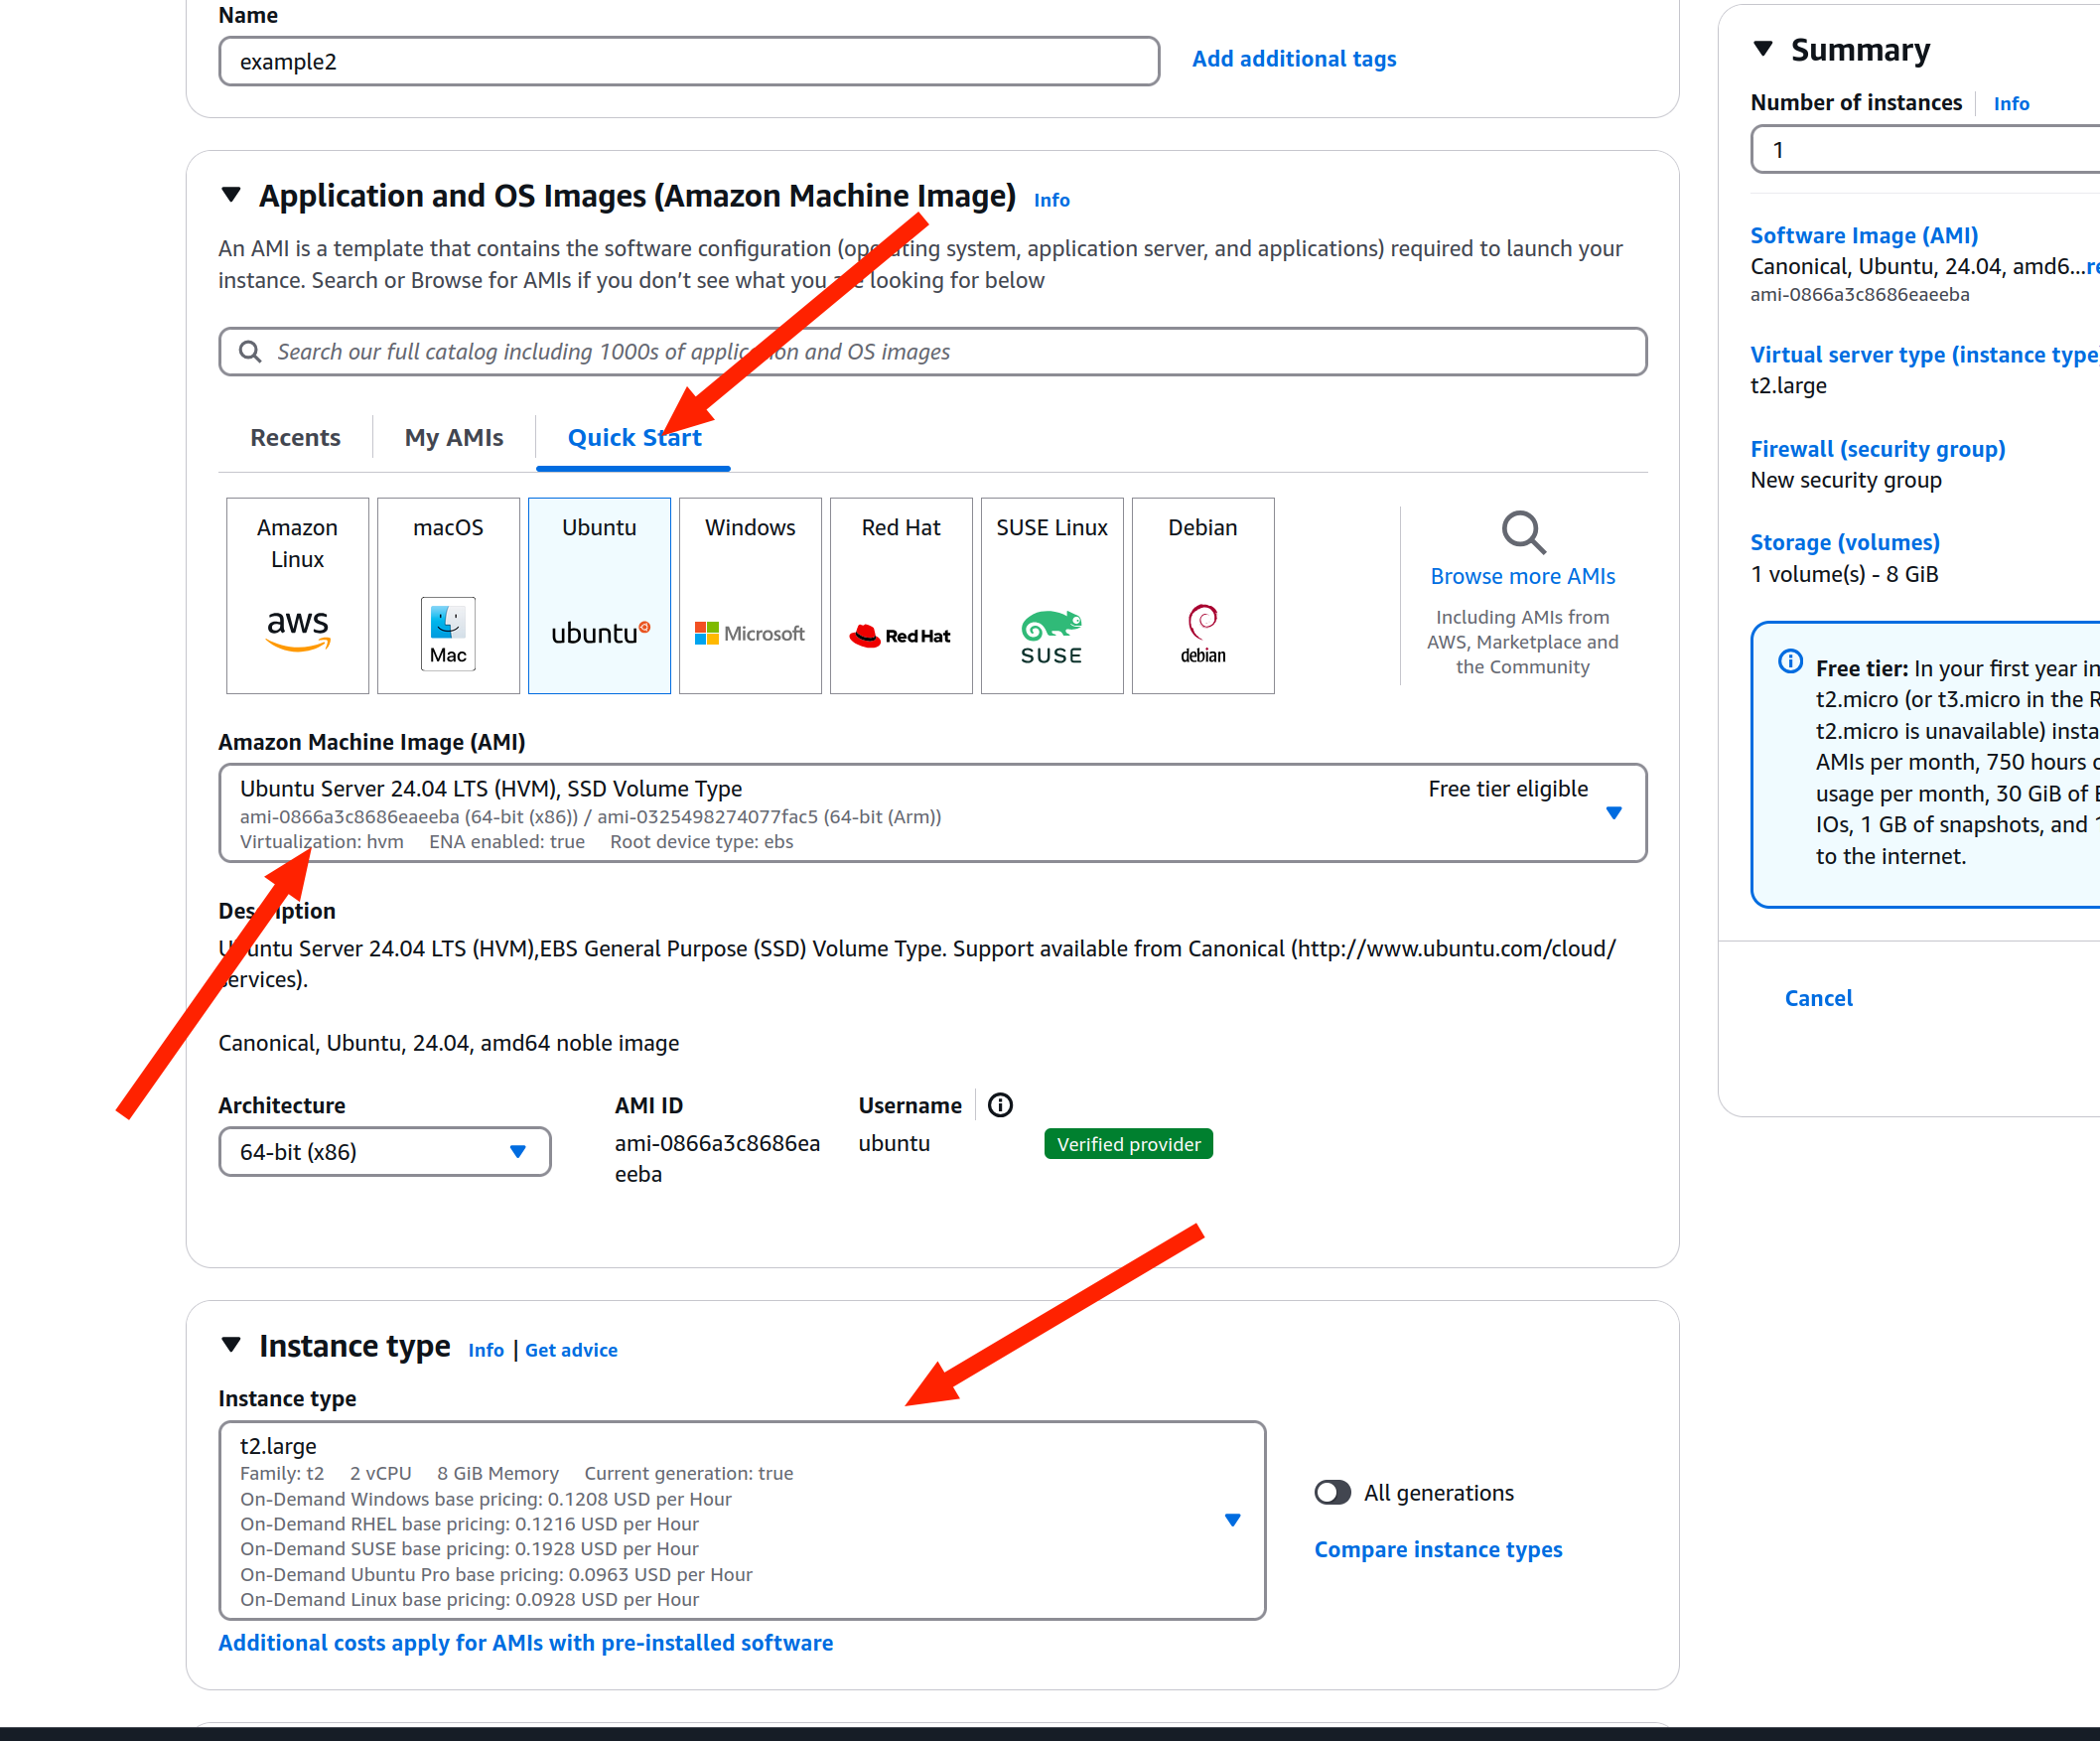 Name
example2
Add additional tags
Application and OS Images (Amazon Machine Image) Info
An AMI is a template that contains the software configuration (operating system, application server, and applications) required to launch your
instance. Search or Browse for AMIs if you don't see what you are looking for below
Search our full catalog including 1000s of application and OS images
Recents
My AMIs
Quick Start
Amazon
Linux
aws
macOS
Mac
Ubuntu
ubuntu
Windows
Microsoft
Red Hat
Red Hat
SUSE Linux
SUSE
Debian
debian
Browse more AMIs
Including AMIs from
AWS, Marketplace and
the Community
Amazon Machine Image (AMI)
Ubuntu Server 24.04 LTS (HVM), SSD Volume Type
Free tier eligible
ami-0866a3c8686eaeeba (64-bit (x86)) / ami-0325498274077fac5 (64-bit (Arm))
Virtualization: hvm ENA enabled: true Root device type: ebs
Description
Ubuntu Server 24.04 LTS (HVM),EBS General Purpose (SSD) Volume Type. Support available from Canonical (http://www.ubuntu.com/cloud/
services).
Canonical, Ubuntu, 24.04, amd64 noble image
Architecture
64-bit (x86)
AMI ID
ami-0866a3c8686ea
eeba
Username
ubuntu
Verified provider
Instance type Info | Get advice
Instance type
t2.large
Family: t2 2 vCPU 8 GiB Memory Current generation: true
On-Demand Windows base pricing: 0.1208 USD per Hour
On-Demand RHEL base pricing: 0.1216 USD per Hour
On-Demand SUSE base pricing: 0.1928 USD per Hour
On-Demand Ubuntu Pro base pricing: 0.0963 USD per Hour
On-Demand Linux base pricing: 0.0928 USD per Hour
All generations
Compare instance types
Additional costs apply for AMIs with pre-installed software
Summary
Number of instances Info
1
Software Image (AMI)
Canonical, Ubuntu, 24.04, amd6...re
ami-0866a3c8686eaeeba
Virtual server type (instance type)
t2.large
Firewall (security group)
New security group
Storage (volumes)
1 volume(s) - 8 GiB
Free tier: In your first year in
t2.micro (or t3.micro in the R
t2.micro is unavailable) insta
AMIs per month, 750 hours o
usage per month, 30 GiB of E
IOs, 1 GB of snapshots, and 1
to the internet.
Cancel